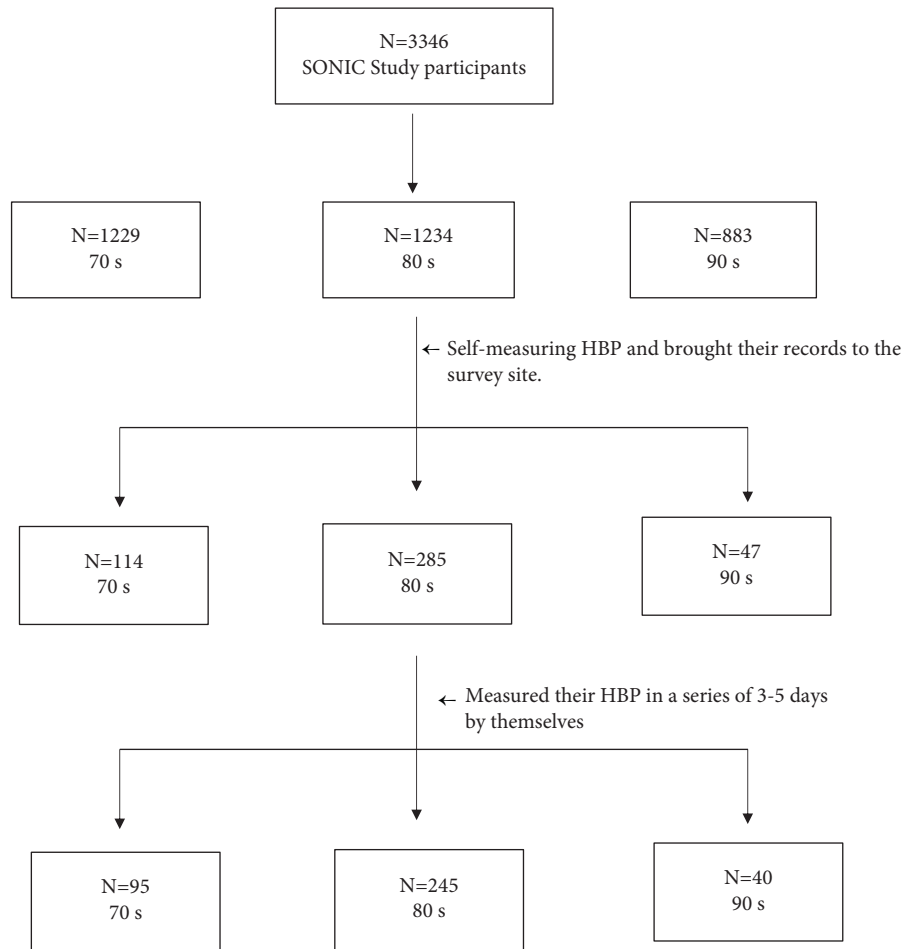 N=3346
SONIC Study participants
N=1229
70 s
N=1234
80 s
N=883
90 s
← Self-measuring HBP and brought their records to the
survey site.
N=114
70 s
N=285
80 s
N=47
90 s
← Measured their HBP in a series of 3-5 days
by themselves
N=95
70 s
N=245
80 s
N=40
90 s